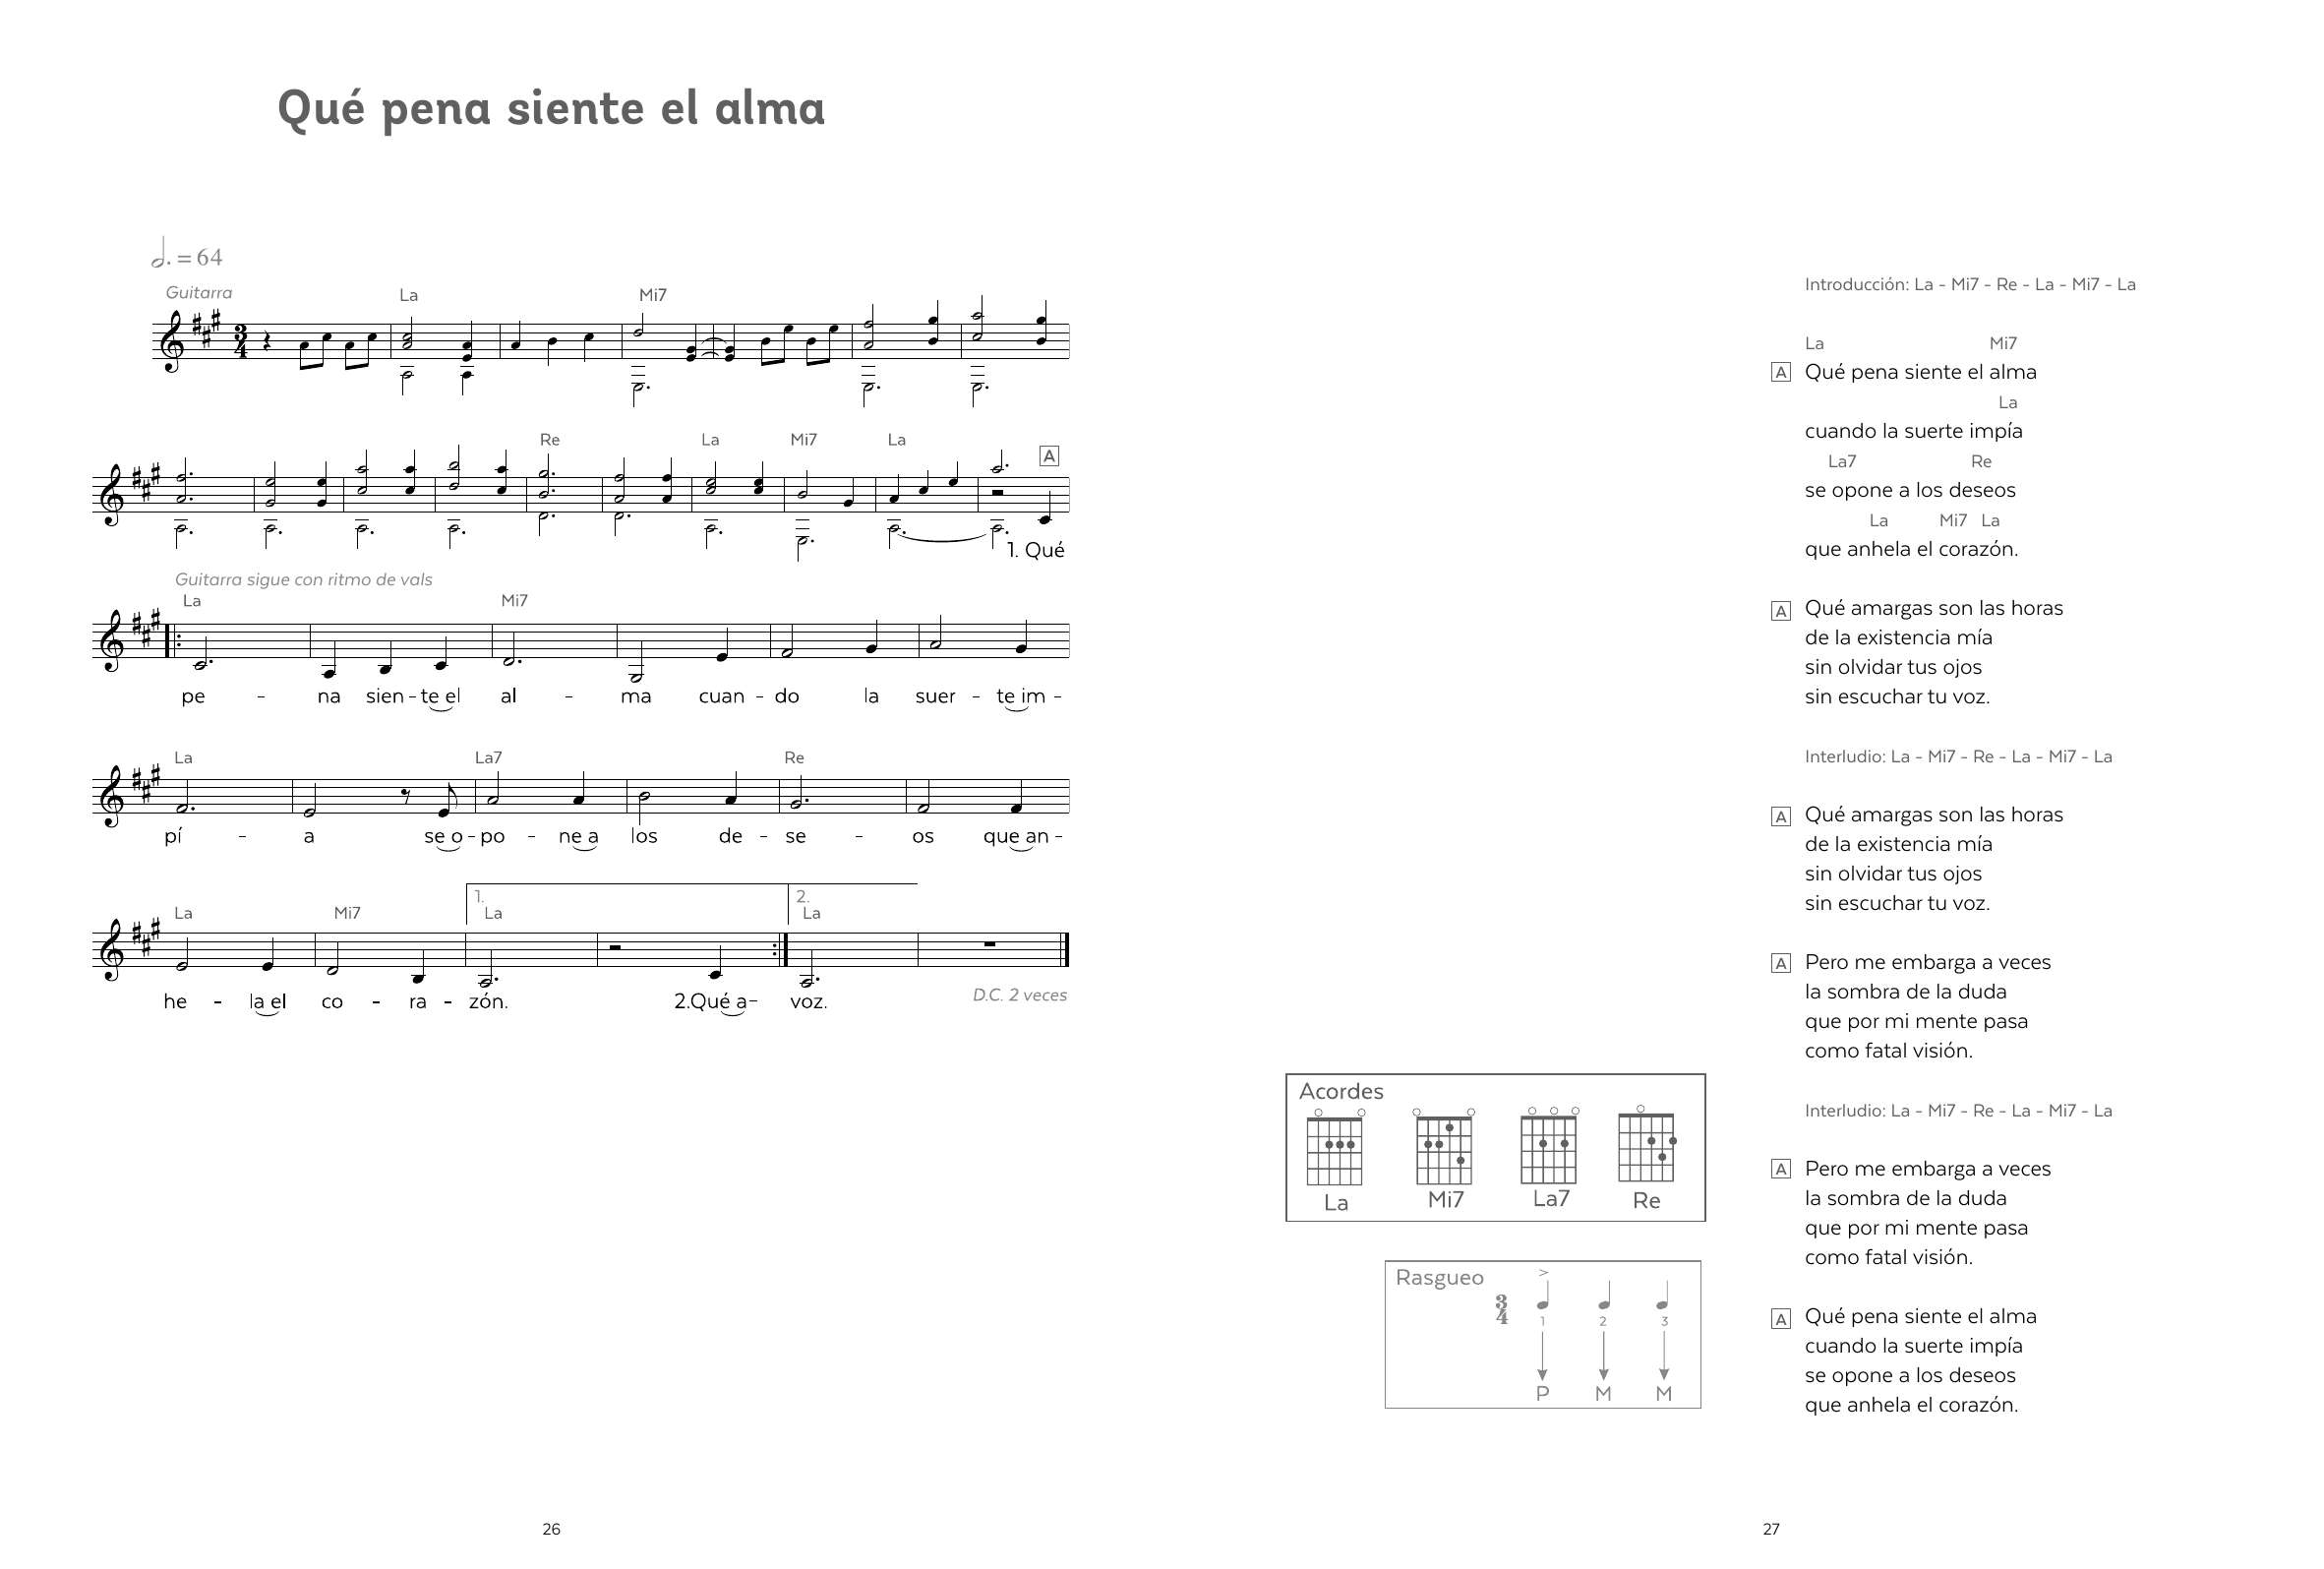 Qué pena siente el alma
𝅗𝅥. = 64
Guitarra
La Mi7
3 4
Re La Mi7 La A
1. Qué
Guitarra sigue con ritmo de vals
La Mi7
pe - na sien - te el al - ma cuan - do la suer - te im -
La La7 Re
pí - a se o - po - ne a los de - se - os que an -
1. 2.
La Mi7 La La
he - la el co - ra - zón. 2.Qué a- voz.
D.C. 2 veces
26
Introducción: La - Mi7 - Re - La - Mi7 - La
La Mi7
A Qué pena siente el alma
La
cuando la suerte impía
La7 Re
se opone a los deseos
La Mi7 La
que anhela el corazón.
A Qué amargas son las horas
de la existencia mía
sin olvidar tus ojos
sin escuchar tu voz.
Interludio: La - Mi7 - Re - La - Mi7 - La
A Qué amargas son las horas
de la existencia mía
sin olvidar tus ojos
sin escuchar tu voz.
A Pero me embarga a veces
la sombra de la duda
que por mi mente pasa
como fatal visión.
Interludio: La - Mi7 - Re - La - Mi7 - La
A Pero me embarga a veces
la sombra de la duda
que por mi mente pasa
como fatal visión.
A Qué pena siente el alma
cuando la suerte impía
se opone a los deseos
que anhela el corazón.
Acordes
La Mi7 La7 Re
Rasgueo
3 4
>
1 2 3
P M M
27